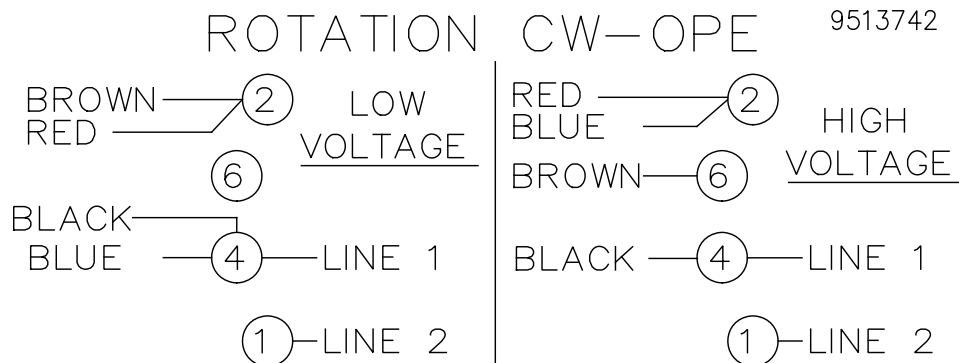 ROTATION CW-OPE
9513742
BROWN 2
RED
LOW
VOLTAGE
6
BLACK
BLUE 4 LINE 1
1 LINE 2
RED 2
BLUE
HIGH
VOLTAGE
BROWN 6
BLACK 4 LINE 1
1 LINE 2